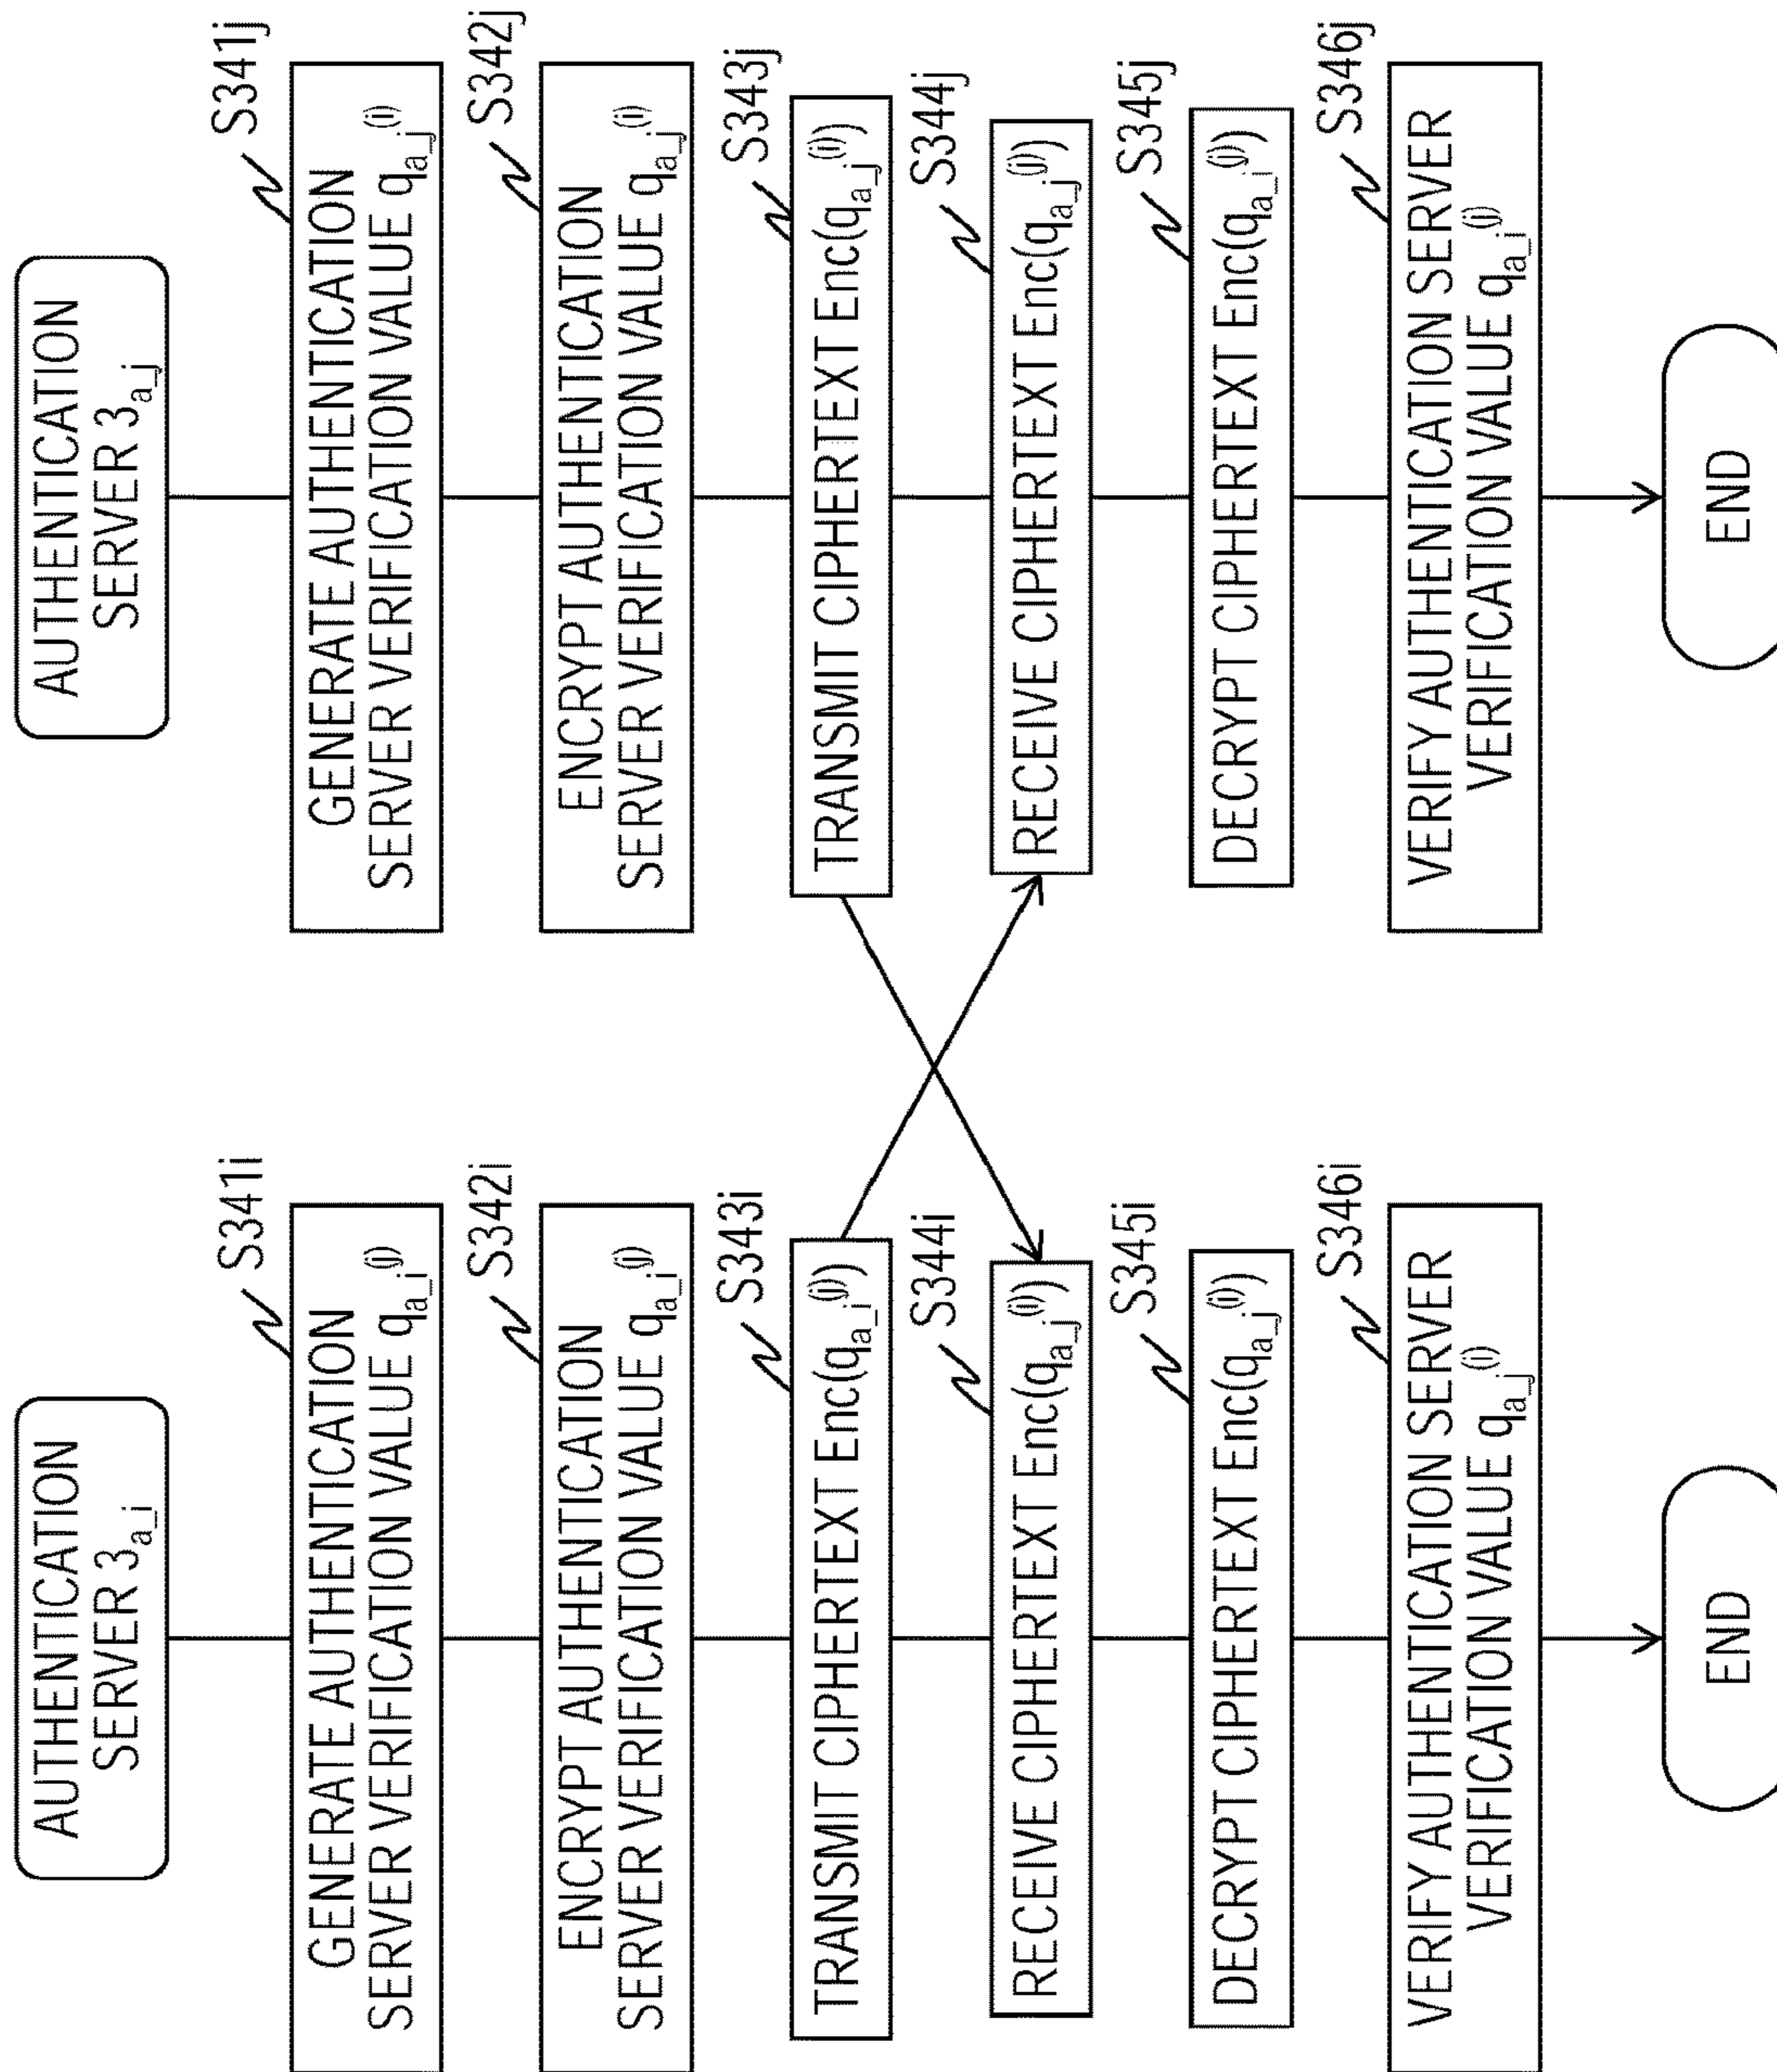 AUTHENTICATION
SERVER 3a_i
S341i
GENERATE AUTHENTICATION
SERVER VERIFICATION VALUE qa_i(j)
S342i
ENCRYPT AUTHENTICATION
SERVER VERIFICATION VALUE qa_i(j)
S343i
TRANSMIT CIPHERTEXT Enc(qa_i(j))
S344i
RECEIVE CIPHERTEXT Enc(qa_j(i))
S345i
DECRYPT CIPHERTEXT Enc(qa_j(i))
S346i
VERIFY AUTHENTICATION SERVER
VERIFICATION VALUE qa_j(i)
END
AUTHENTICATION
SERVER 3a_j
S341j
GENERATE AUTHENTICATION
SERVER VERIFICATION VALUE qa_j(i)
S342j
ENCRYPT AUTHENTICATION
SERVER VERIFICATION VALUE qa_j(i)
S343j
TRANSMIT CIPHERTEXT Enc(qa_j(i))
S344j
RECEIVE CIPHERTEXT Enc(qa_i(j))
S345j
DECRYPT CIPHERTEXT Enc(qa_i(j))
S346j
VERIFY AUTHENTICATION SERVER
VERIFICATION VALUE qa_i(j)
END